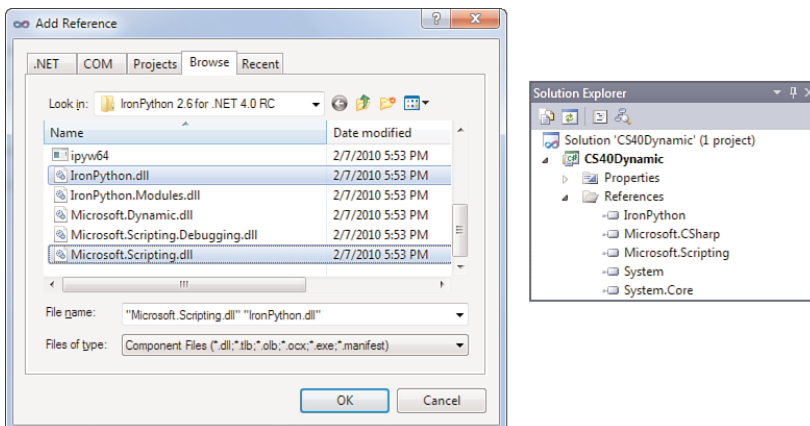 Add Reference
.NET COM Projects Browse Recent
Look in: IronPython 2.6 for .NET 4.0 RC
Name Date modified
ipyw64 2/7/2010 5:53 PM
IronPython.dll 2/7/2010 5:53 PM
IronPython.Modules.dll 2/7/2010 5:53 PM
Microsoft.Dynamic.dll 2/7/2010 5:53 PM
Microsoft.Scripting.Debugging.dll 2/7/2010 5:53 PM
Microsoft.Scripting.dll 2/7/2010 5:53 PM
File name: "Microsoft.Scripting.dll" "IronPython.dll"
Files of type: Component Files (*.dll;*.tlb;*.olb;*.ocx;*.exe;*.manifest)
OK Cancel
Solution Explorer
Solution 'CS40Dynamic' (1 project)
CS40Dynamic
Properties
References
IronPython
Microsoft.CSharp
Microsoft.Scripting
System
System.Core